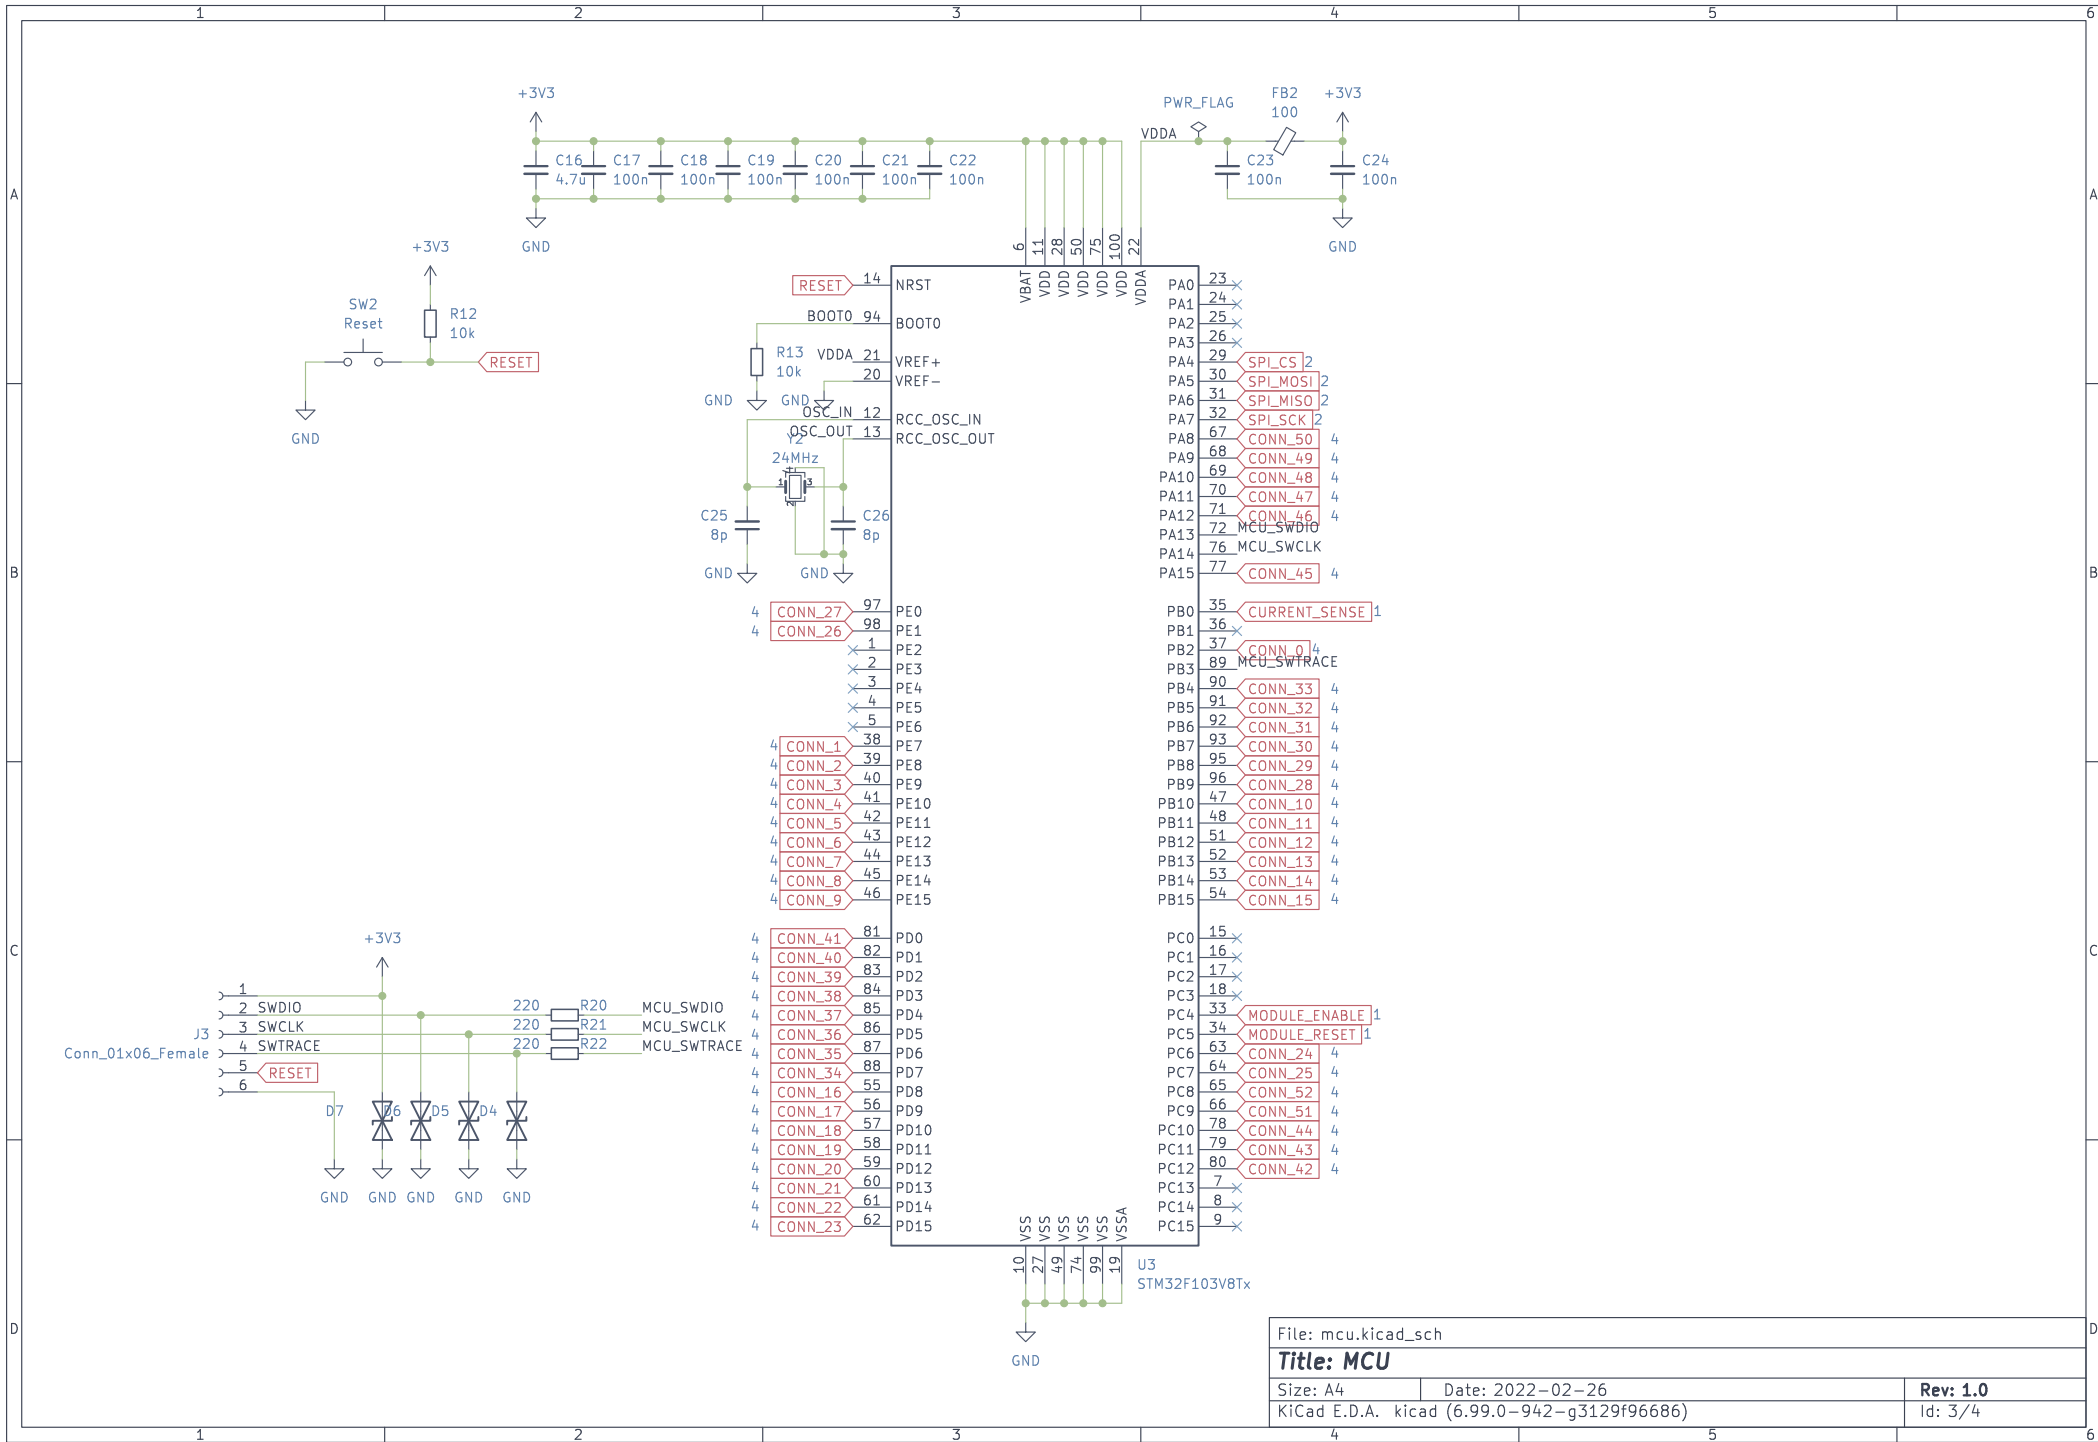 1 2 3 4 5 6
+3V3
PWR_FLAG
FB2
100
+3V3
VDDA
C16
4.7u
C17
100n
C18
100n
C19
100n
C20
100n
C21
100n
C22
100n
C23
100n
C24
100n
A
A
GND
GND
6 11 28 50 75 100 22
VBAT VDD VDD VDD VDD VDD VDDA
+3V3
SW2
Reset
R12
10k
RESET
GND
RESET 14 NRST
BOOT0 94 BOOT0
R13
10k
GND
VDDA 21 VREF+
20 VREF-
GND
OSC_IN 12 RCC_OSC_IN
OSC_OUT 13 RCC_OSC_OUT
Y2
24MHz
1 2 3 4
C25
8p
C26
8p
GND
GND
B
B
4 CONN_27 97 PE0
4 CONN_26 98 PE1
1 PE2
2 PE3
3 PE4
4 PE5
5 PE6
4 CONN_1 38 PE7
4 CONN_2 39 PE8
4 CONN_3 40 PE9
4 CONN_4 41 PE10
4 CONN_5 42 PE11
4 CONN_6 43 PE12
4 CONN_7 44 PE13
4 CONN_8 45 PE14
4 CONN_9 46 PE15
4 CONN_41 81 PD0
4 CONN_40 82 PD1
4 CONN_39 83 PD2
4 CONN_38 84 PD3
4 CONN_37 85 PD4
4 CONN_36 86 PD5
4 CONN_35 87 PD6
4 CONN_34 88 PD7
4 CONN_16 55 PD8
4 CONN_17 56 PD9
4 CONN_18 57 PD10
4 CONN_19 58 PD11
4 CONN_20 59 PD12
4 CONN_21 60 PD13
4 CONN_22 61 PD14
4 CONN_23 62 PD15
PA0 23
PA1 24
PA2 25
PA3 26
PA4 29 SPI_CS 2
PA5 30 SPI_MOSI 2
PA6 31 SPI_MISO 2
PA7 32 SPI_SCK 2
PA8 67 CONN_50 4
PA9 68 CONN_49 4
PA10 69 CONN_48 4
PA11 70 CONN_47 4
PA12 71 CONN_46 4
PA13 72 MCU_SWDIO
PA14 76 MCU_SWCLK
PA15 77 CONN_45 4
PB0 35 CURRENT_SENSE 1
PB1 36
PB2 37 CONN_0 4
PB3 89 MCU_SWTRACE
PB4 90 CONN_33 4
PB5 91 CONN_32 4
PB6 92 CONN_31 4
PB7 93 CONN_30 4
PB8 95 CONN_29 4
PB9 96 CONN_28 4
PB10 47 CONN_10 4
PB11 48 CONN_11 4
PB12 51 CONN_12 4
PB13 52 CONN_13 4
PB14 53 CONN_14 4
PB15 54 CONN_15 4
PC0 15
PC1 16
PC2 17
PC3 18
PC4 33 MODULE_ENABLE 1
PC5 34 MODULE_RESET 1
PC6 63 CONN_24 4
PC7 64 CONN_25 4
PC8 65 CONN_52 4
PC9 66 CONN_51 4
PC10 78 CONN_44 4
PC11 79 CONN_43 4
PC12 80 CONN_42 4
PC13 7
PC14 8
PC15 9
C
C
+3V3
1
2 SWDIO 220 R20 MCU_SWDIO
3 SWCLK 220 R21 MCU_SWCLK
4 SWTRACE 220 R22 MCU_SWTRACE
5 RESET
6
J3
Conn_01x06_Female
D7 D6 D5 D4
GND GND GND GND GND
VSS VSS VSS VSS VSS VSSA
10 27 49 74 99 19
U3
STM32F103V8Tx
GND
D
D
File: mcu.kicad_sch
Title: MCU
Size: A4 Date: 2022-02-26 Rev: 1.0
KiCad E.D.A. kicad (6.99.0-942-g3129f96686) Id: 3/4
1 2 3 4 5 6